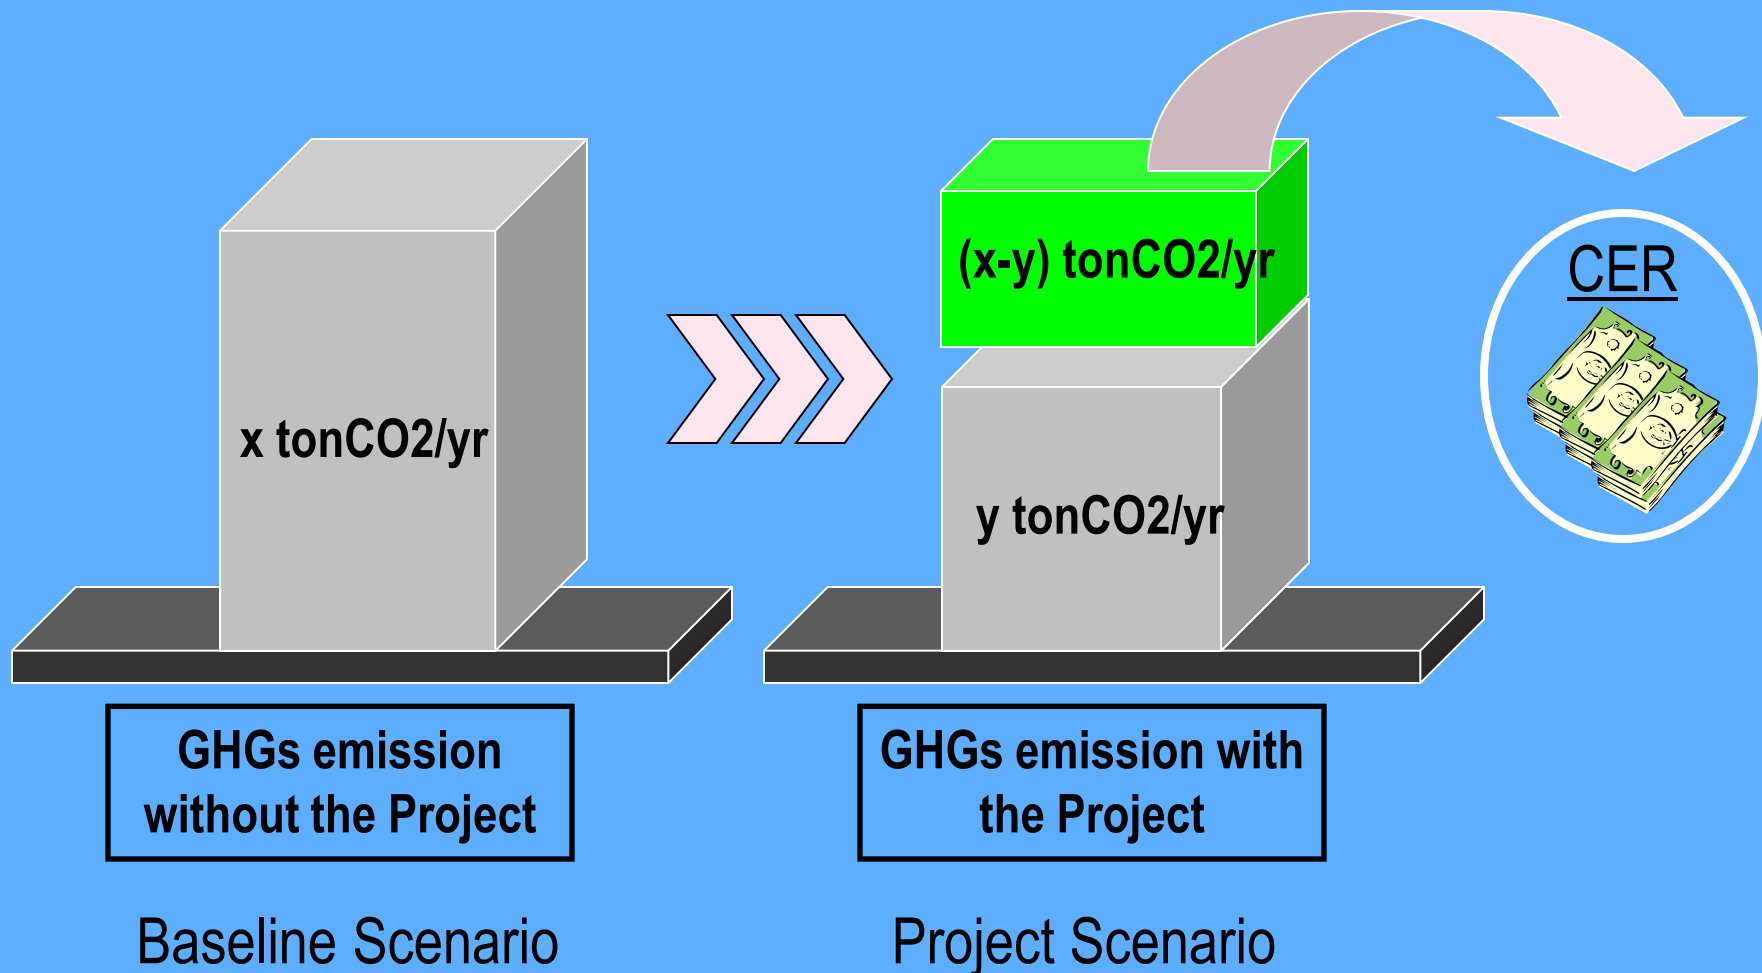 x tonCO2/yr
(x-y) tonCO2/yr
y tonCO2/yr
CER
GHGs emission
without the Project
GHGs emission with
the Project
Baseline Scenario
Project Scenario